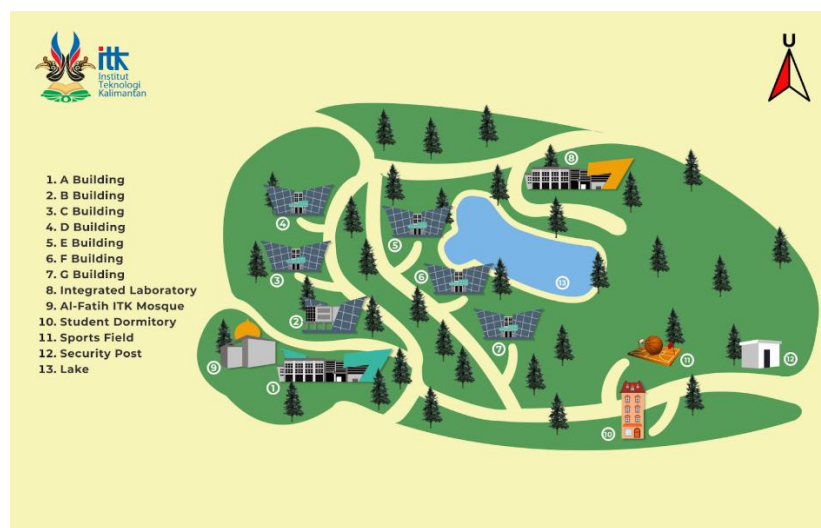 itk
Institut
Teknologi
Kalimantan
U
1. A Building
2. B Building
3. C Building
4. D Building
5. E Building
6. F Building
7. G Building
8. Integrated Laboratory
9. Al-Fatih ITK Mosque
10. Student Dormitory
11. Sports Field
12. Security Post
13. Lake
8
4
5
3
6
13
2
7
9
1
11
12
10